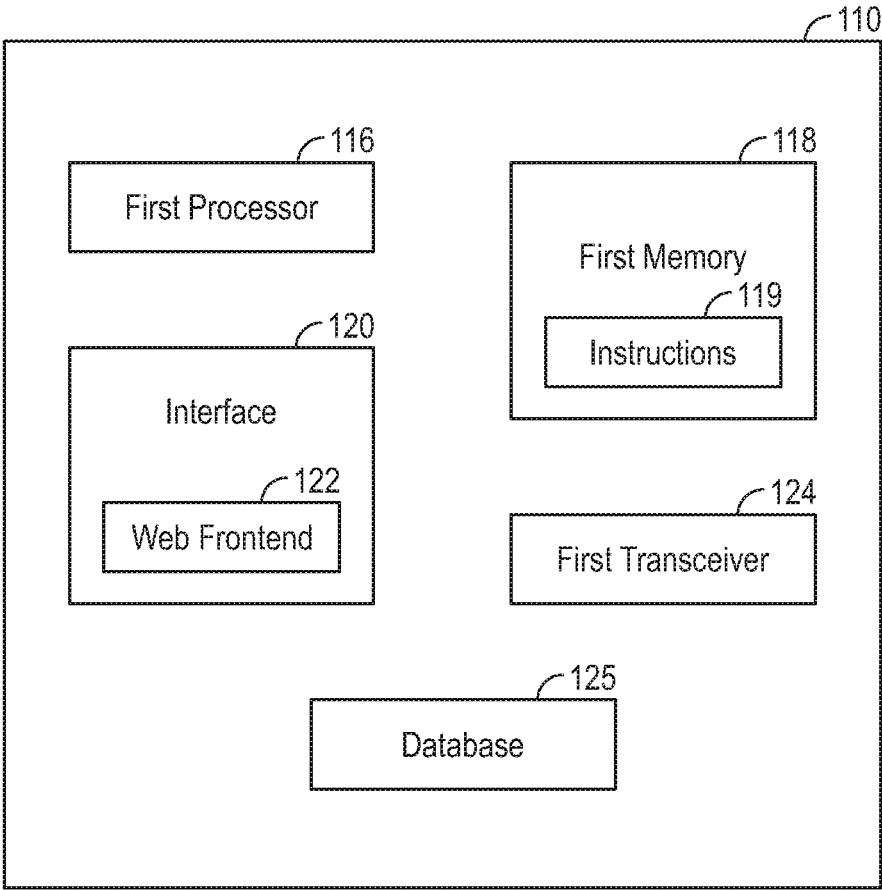 110
116
First Processor
118
First Memory
119
Instructions
120
Interface
122
Web Frontend
124
First Transceiver
125
Database